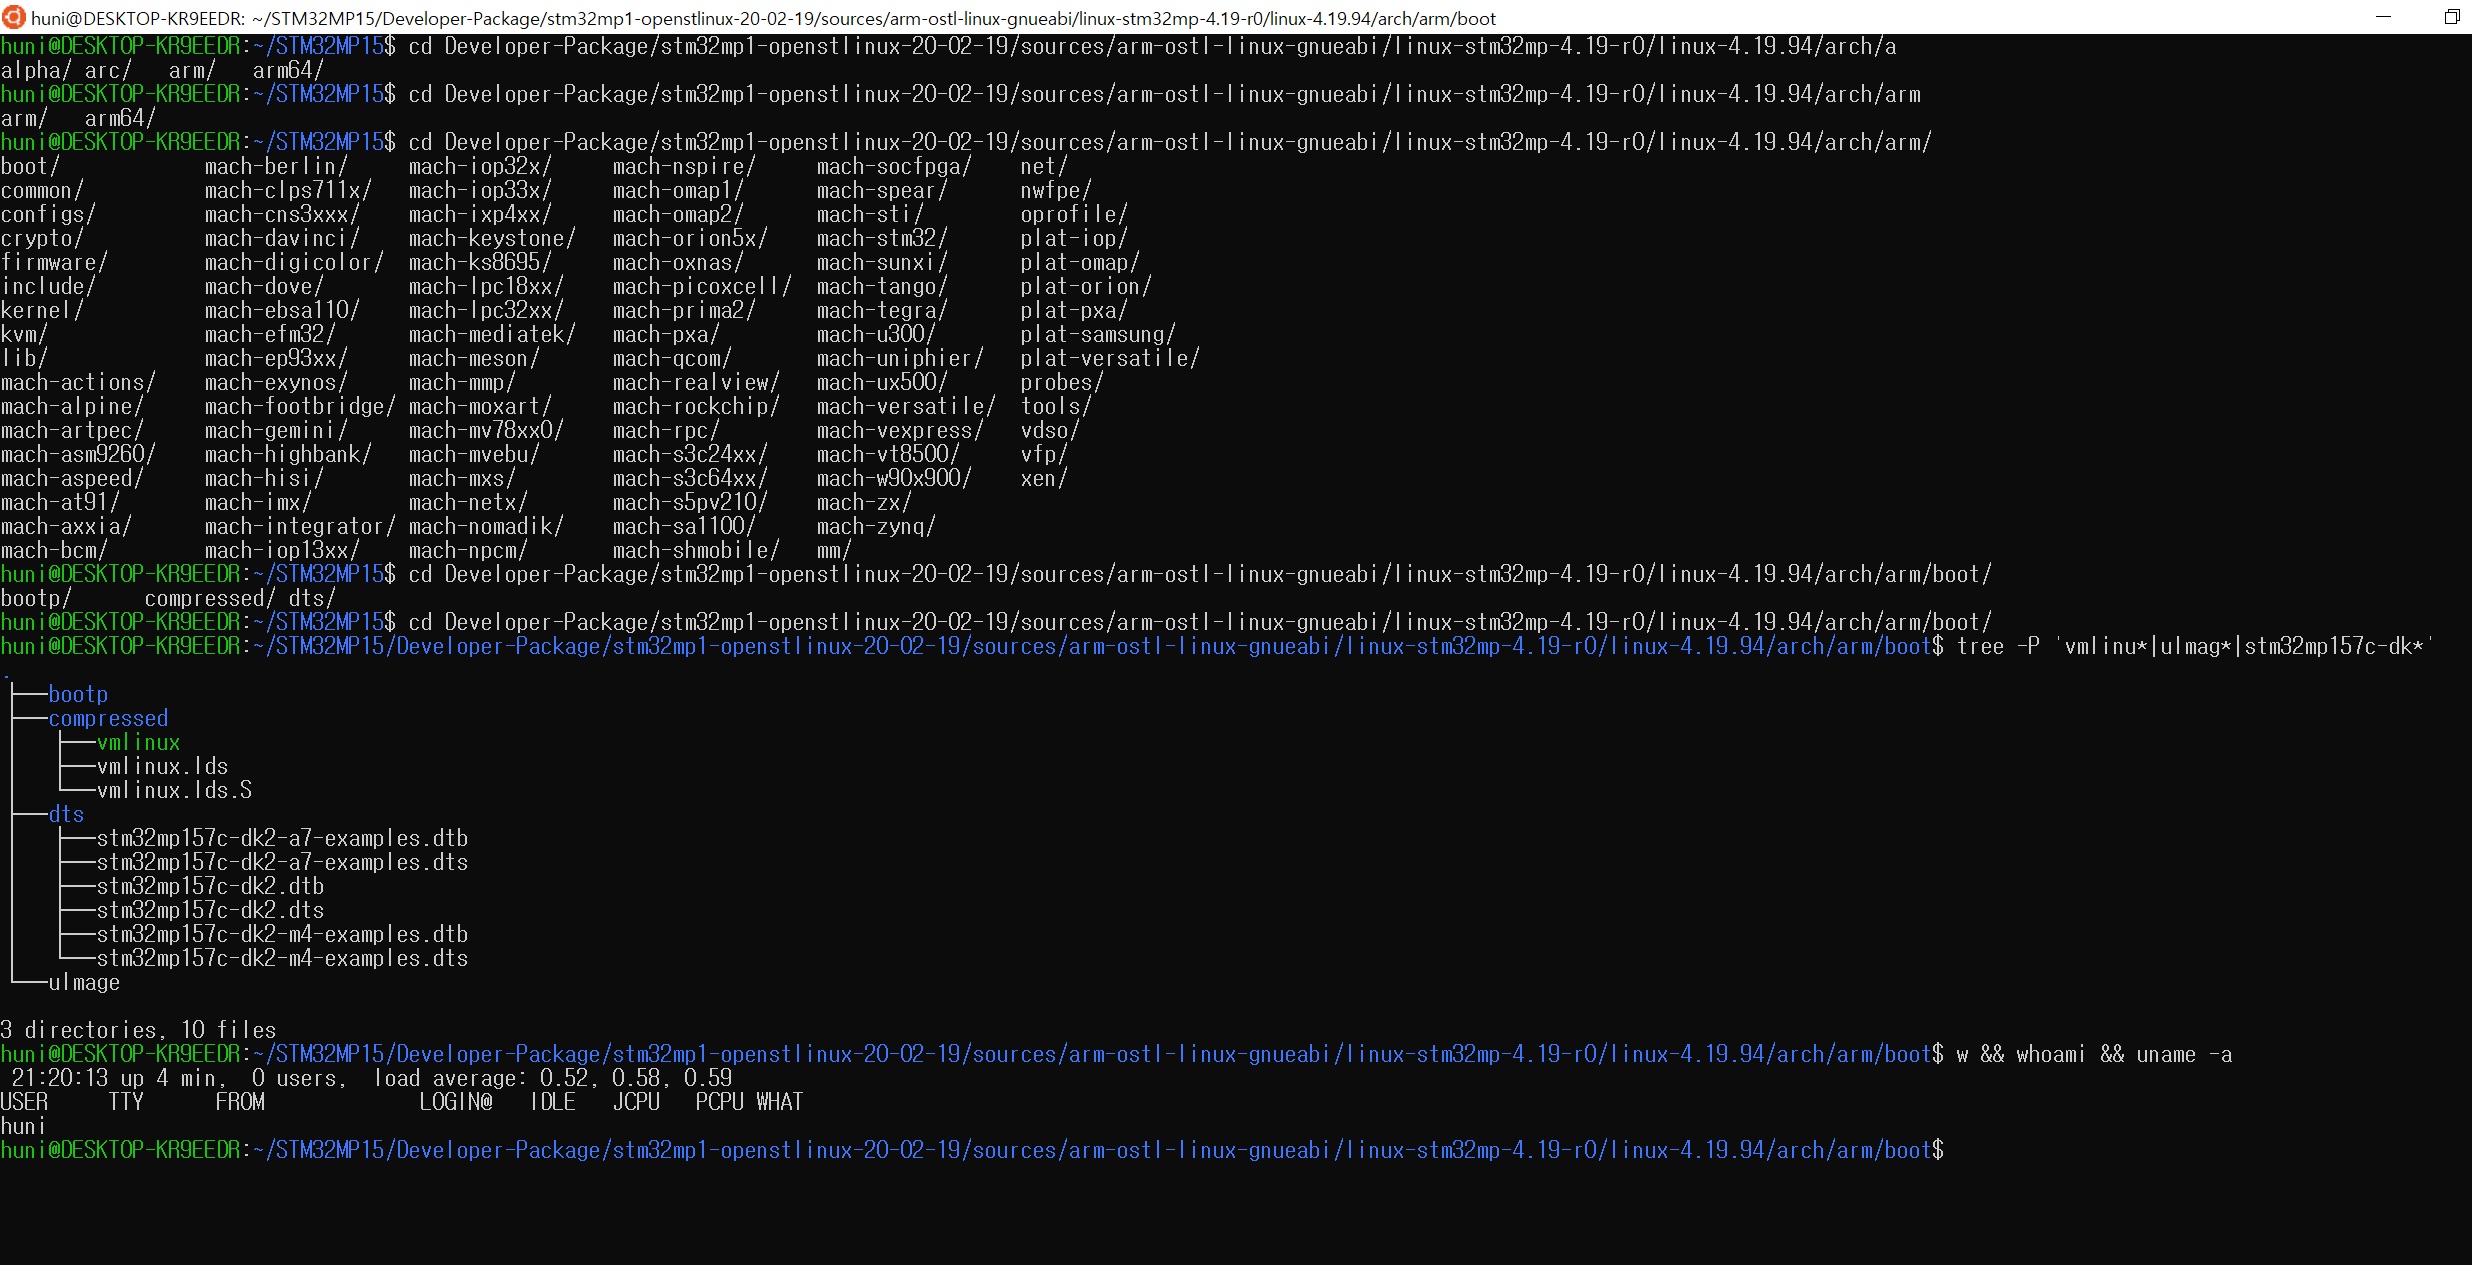 huni@DESKTOP-KR9EEDR: ~/STM32MP15/Developer-Package/stm32mp1-openstlinux-20-02-19/sources/arm-ostl-linux-gnueabi/linux-stm32mp-4.19-r0/linux-4.19.94/arch/arm/boot
huni@DESKTOP-KR9EEDR:~/STM32MP15$ cd Developer-Package/stm32mp1-openstlinux-20-02-19/sources/arm-ostl-linux-gnueabi/linux-stm32mp-4.19-r0/linux-4.19.94/arch/a
alpha/ arc/   arm/   arm64/
huni@DESKTOP-KR9EEDR:~/STM32MP15$ cd Developer-Package/stm32mp1-openstlinux-20-02-19/sources/arm-ostl-linux-gnueabi/linux-stm32mp-4.19-r0/linux-4.19.94/arch/arm
arm/   arm64/
huni@DESKTOP-KR9EEDR:~/STM32MP15$ cd Developer-Package/stm32mp1-openstlinux-20-02-19/sources/arm-ostl-linux-gnueabi/linux-stm32mp-4.19-r0/linux-4.19.94/arch/arm/
boot/            mach-berlin/     mach-iop32x/     mach-nspire/     mach-socfpga/    net/
common/          mach-clps711x/   mach-iop33x/     mach-omap1/      mach-spear/      nwfpe/
configs/         mach-cns3xxx/    mach-ixp4xx/     mach-omap2/      mach-sti/        oprofile/
crypto/          mach-davinci/    mach-keystone/   mach-orion5x/    mach-stm32/      plat-iop/
firmware/        mach-digicolor/  mach-ks8695/     mach-oxnas/      mach-sunxi/      plat-omap/
include/         mach-dove/       mach-lpc18xx/    mach-picoxcell/  mach-tango/      plat-orion/
kernel/          mach-ebsa110/    mach-lpc32xx/    mach-prima2/     mach-tegra/      plat-pxa/
kvm/             mach-efm32/      mach-mediatek/   mach-pxa/        mach-u300/       plat-samsung/
lib/             mach-ep93xx/     mach-meson/      mach-qcom/       mach-uniphier/   plat-versatile/
mach-actions/    mach-exynos/     mach-mmp/        mach-realview/   mach-ux500/      probes/
mach-alpine/     mach-footbridge/ mach-moxart/     mach-rockchip/   mach-versatile/  tools/
mach-artpec/     mach-gemini/     mach-mv78xx0/    mach-rpc/        mach-vexpress/   vdso/
mach-asm9260/    mach-highbank/   mach-mvebu/      mach-s3c24xx/    mach-vt8500/     vfp/
mach-aspeed/     mach-hisi/       mach-mxs/        mach-s3c64xx/    mach-w90x900/    xen/
mach-at91/       mach-imx/        mach-netx/       mach-s5pv210/    mach-zx/
mach-axxia/      mach-integrator/ mach-nomadik/    mach-sa1100/     mach-zynq/
mach-bcm/        mach-iop13xx/    mach-npcm/       mach-shmobile/   mm/
huni@DESKTOP-KR9EEDR:~/STM32MP15$ cd Developer-Package/stm32mp1-openstlinux-20-02-19/sources/arm-ostl-linux-gnueabi/linux-stm32mp-4.19-r0/linux-4.19.94/arch/arm/boot/
bootp/      compressed/ dts/
huni@DESKTOP-KR9EEDR:~/STM32MP15$ cd Developer-Package/stm32mp1-openstlinux-20-02-19/sources/arm-ostl-linux-gnueabi/linux-stm32mp-4.19-r0/linux-4.19.94/arch/arm/boot/
huni@DESKTOP-KR9EEDR:~/STM32MP15/Developer-Package/stm32mp1-openstlinux-20-02-19/sources/arm-ostl-linux-gnueabi/linux-stm32mp-4.19-r0/linux-4.19.94/arch/arm/boot$ tree -P 'vmlinu*|uImag*|stm32mp157c-dk*'
.
├──bootp
├──compressed
│   ├──vmlinux
│   ├──vmlinux.lds
│   └──vmlinux.lds.S
├──dts
│   ├──stm32mp157c-dk2-a7-examples.dtb
│   ├──stm32mp157c-dk2-a7-examples.dts
│   ├──stm32mp157c-dk2.dtb
│   ├──stm32mp157c-dk2.dts
│   ├──stm32mp157c-dk2-m4-examples.dtb
│   └──stm32mp157c-dk2-m4-examples.dts
└──uImage
3 directories, 10 files
huni@DESKTOP-KR9EEDR:~/STM32MP15/Developer-Package/stm32mp1-openstlinux-20-02-19/sources/arm-ostl-linux-gnueabi/linux-stm32mp-4.19-r0/linux-4.19.94/arch/arm/boot$ w && whoami && uname -a
 21:20:13 up 4 min,  0 users,  load average: 0.52, 0.58, 0.59
USER     TTY      FROM             LOGIN@   IDLE   JCPU   PCPU WHAT
huni
huni@DESKTOP-KR9EEDR:~/STM32MP15/Developer-Package/stm32mp1-openstlinux-20-02-19/sources/arm-ostl-linux-gnueabi/linux-stm32mp-4.19-r0/linux-4.19.94/arch/arm/boot$